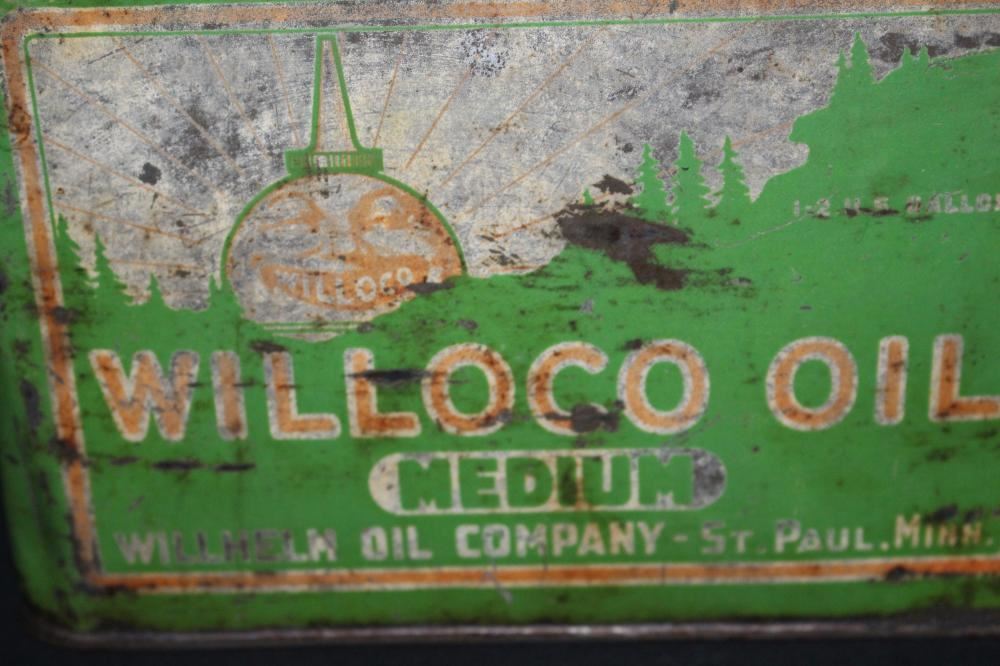 1-2 U.S. GALLO
WILLOCO
WILLOCO OIL
MEDIUM
WILLHELM OIL COMPANY - ST. PAUL. MINN.